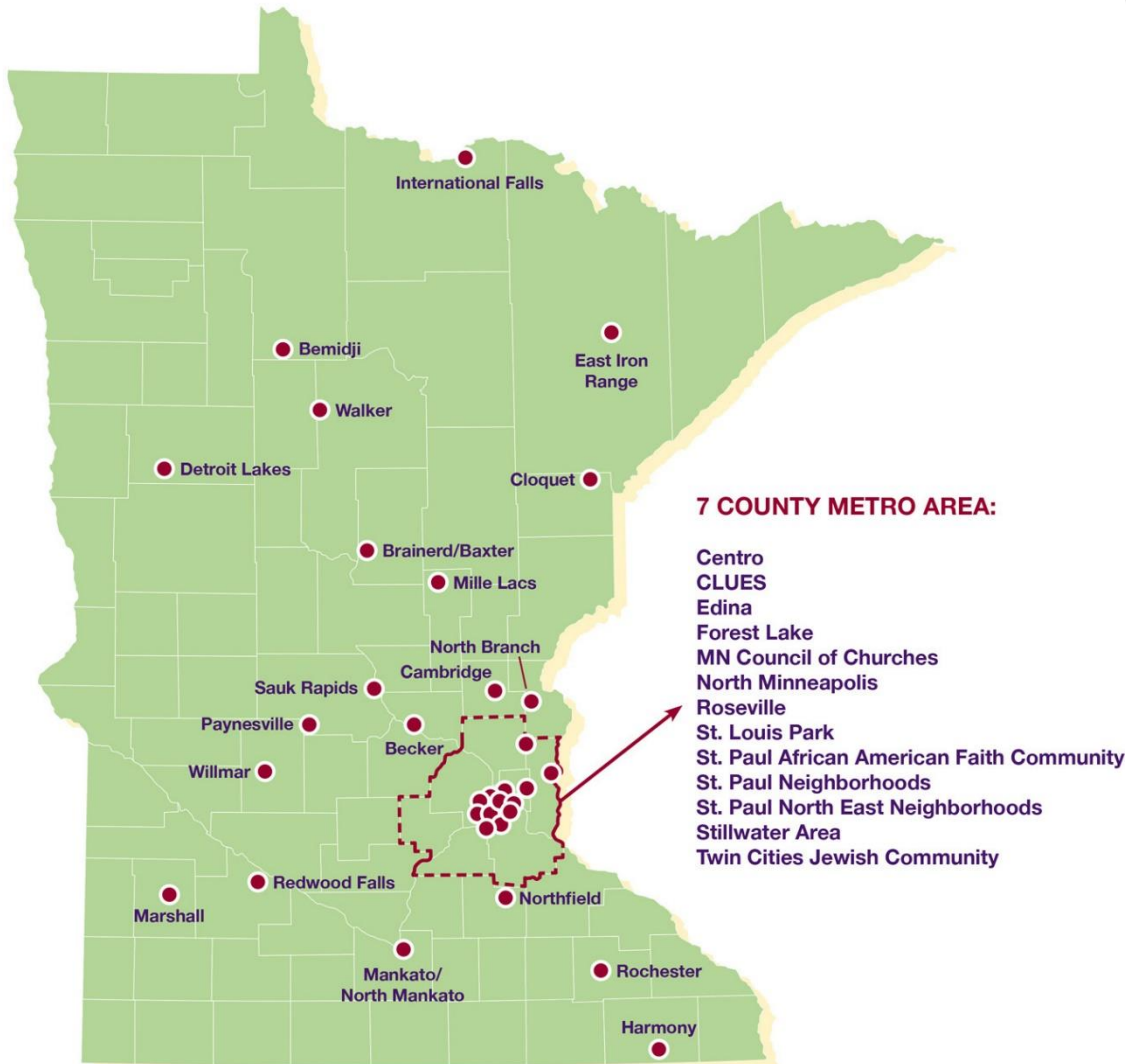 International Falls
Bemidji
East Iron
Range
Walker
Detroit Lakes
Cloquet
7 COUNTY METRO AREA:
Centro
CLUES
Edina
Forest Lake
MN Council of Churches
North Minneapolis
Roseville
St. Louis Park
St. Paul African American Faith Community
St. Paul Neighborhoods
St. Paul North East Neighborhoods
Stillwater Area
Twin Cities Jewish Community
Brainerd/Baxter
Mille Lacs
North Branch
Cambridge
Sauk Rapids
Paynesville
Becker
Willmar
Redwood Falls
Marshall
Northfield
Mankato/
North Mankato
Rochester
Harmony